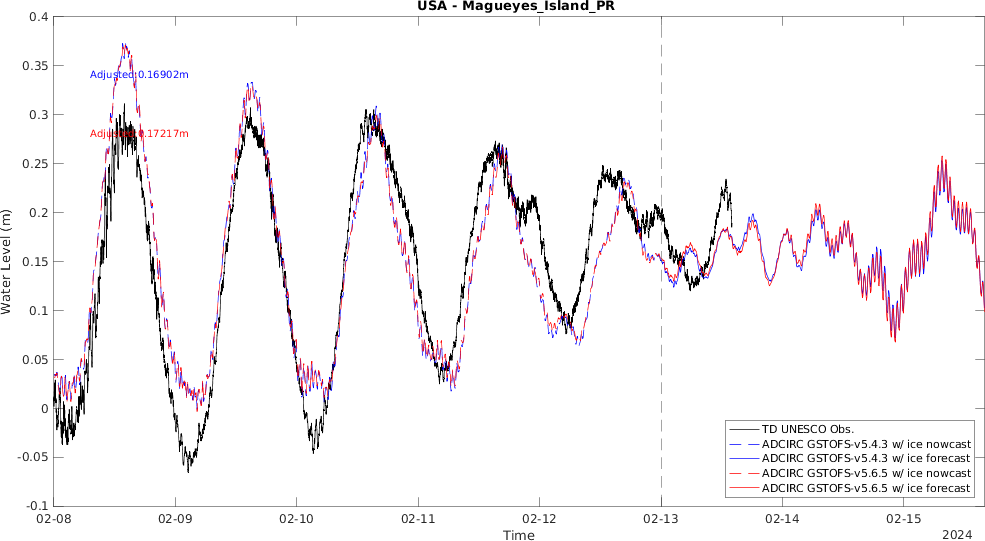 USA - Magueyes_Island_PR
0.4
0.35
0.3
0.25
0.2
0.15
0.1
0.05
0
-0.05
-0.1
Water Level (m)
Adjusted:0.16902m
Adjusted:0.17217m
TD UNESCO Obs.
ADCIRC GSTOFS-v5.4.3 w/ ice nowcast
ADCIRC GSTOFS-v5.4.3 w/ ice forecast
ADCIRC GSTOFS-v5.6.5 w/ ice nowcast
ADCIRC GSTOFS-v5.6.5 w/ ice forecast
02-08 02-09 02-10 02-11 02-12 02-13 02-14 02-15
Time
2024